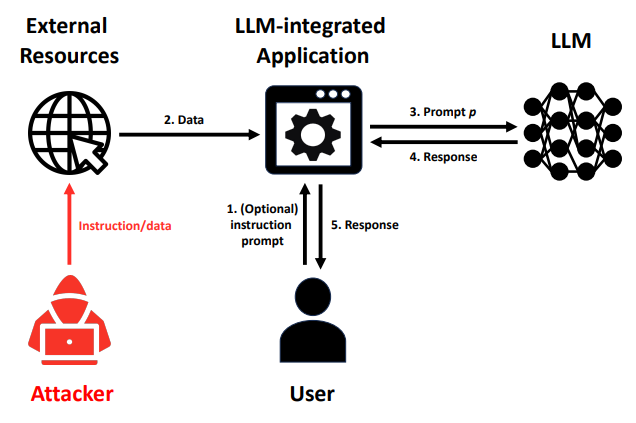 External
Resources
LLM-integrated
Application
LLM
2. Data
3. Prompt p
4. Response
1. (Optional)
instruction
prompt
5. Response
Instruction/data
Attacker
User